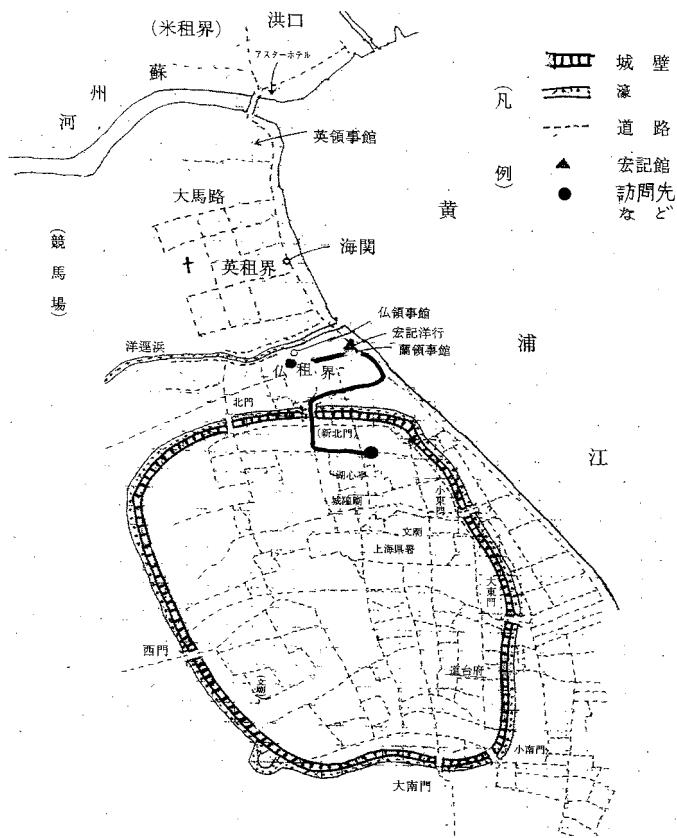 (米租界)
洪口
アスターホテル
蘇
州
河
英領事館
大馬路
(競馬場)
英租界
海関
黄
浦
江
(凡例)
城壁
濠
道路
宏記館
訪問先
など
仏領事館
宏記洋行
蘭領事館
洋逕浜
仏租界
北門
(新北門)
湖心亭
城隍廟
小東門
文廟
上海県署
大東門
西門
(文廟)
道台府
小南門
大南門